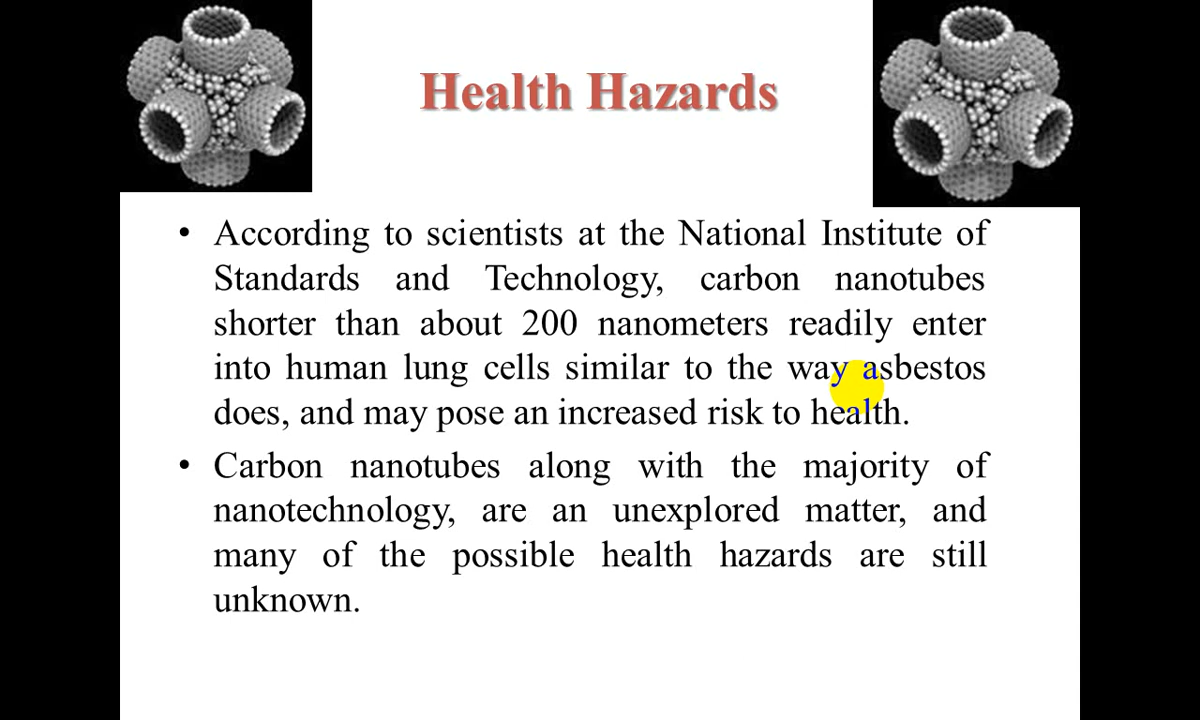 Health Hazards
• According to scientists at the National Institute of
Standards and Technology, carbon nanotubes
shorter than about 200 nanometers readily enter
into human lung cells similar to the way asbestos
does, and may pose an increased risk to health.
• Carbon nanotubes along with the majority of
nanotechnology, are an unexplored matter, and
many of the possible health hazards are still
unknown.